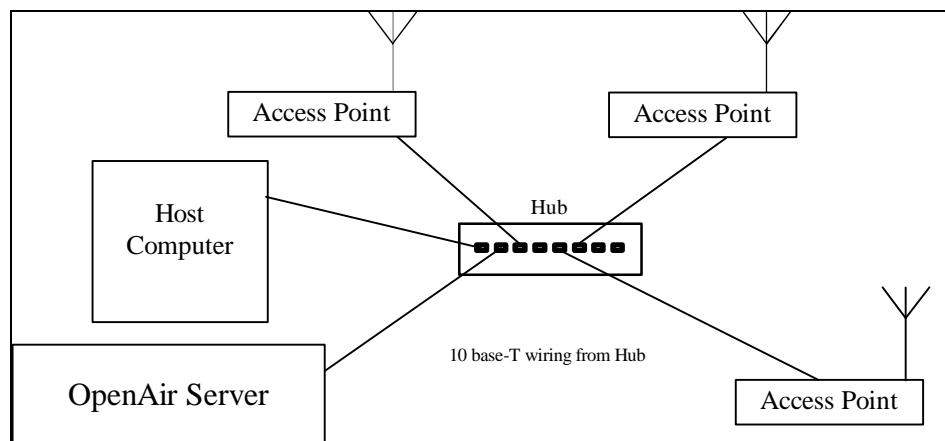 Access Point
Access Point
Host
Computer
Hub
10 base-T wiring from Hub
OpenAir Server
Access Point